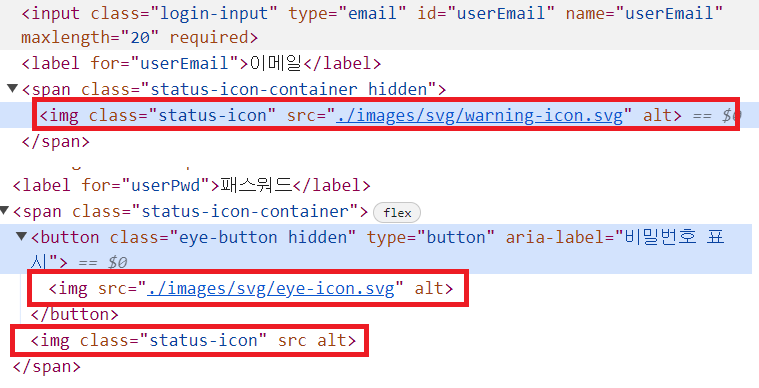 <input class="login-input" type="email" id="userEmail" name="userEmail"
maxlength="20" required>
<label for="userEmail">이메일</label>
▼<span class="status-icon-container hidden">
<img class="status-icon" src="./images/svg/warning-icon.svg" alt> == $0
</span>
<label for="userPwd">패스워드</label>
▼<span class="status-icon-container"> flex
▼<button class="eye-button hidden" type="button" aria-label="비밀번호 표
시"> == $0
<img src="./images/svg/eye-icon.svg" alt>
</button>
<img class="status-icon" src alt>
</span>